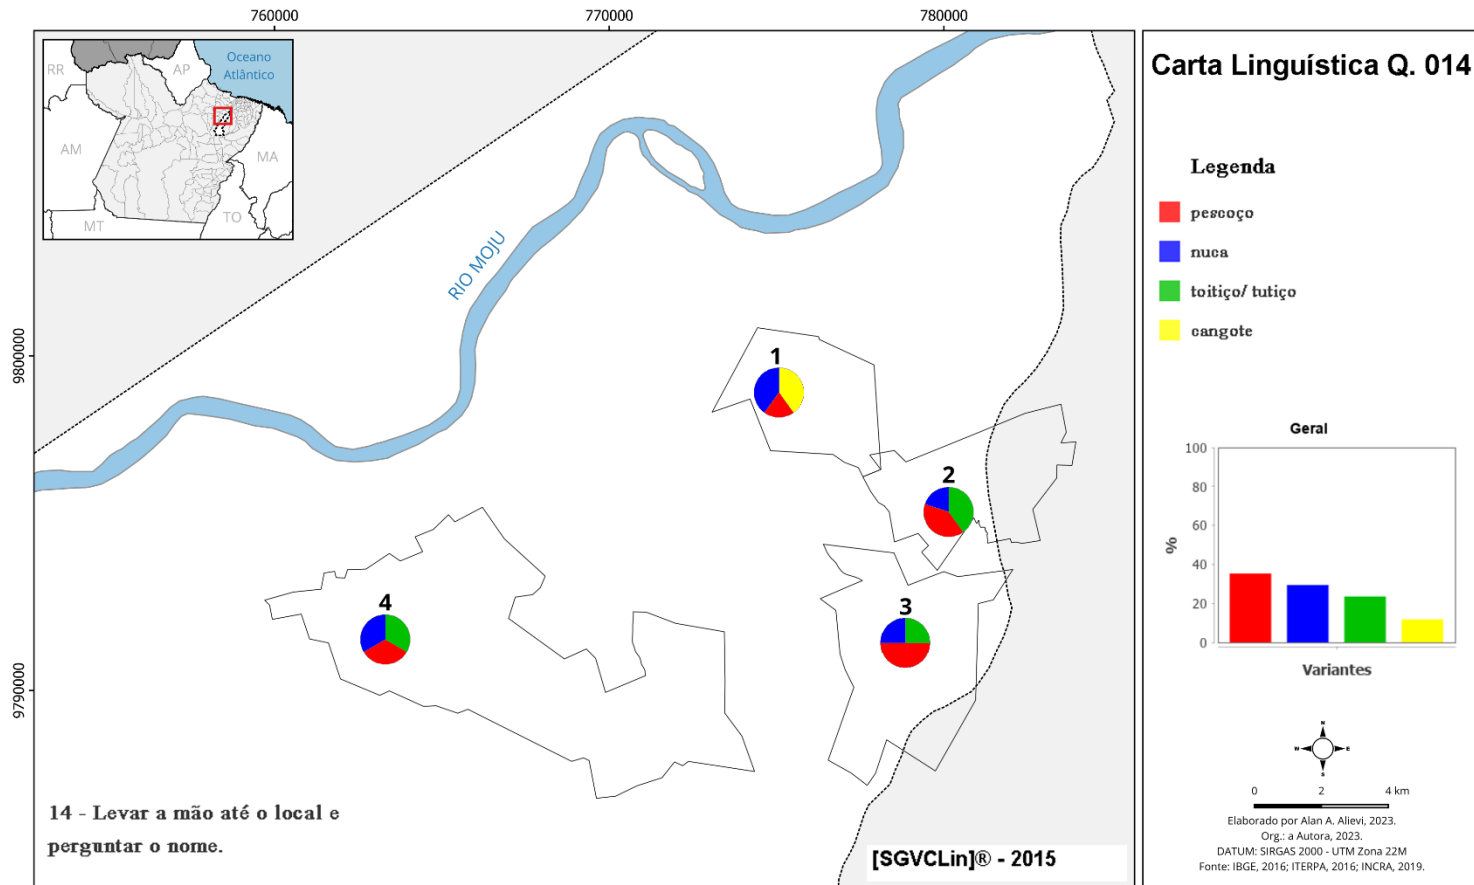 760000
770000
780000
Oceano
Atlântico
RR
AP
AM
MA
MT
TO
RIO MOJU
9800000
9790000
1
2
3
4
14 - Levar a mão até o local e
perguntar o nome.
[SGVCLin]® - 2015
Carta Linguística Q. 014
Legenda
pescoço
nuca
toitiço/ tutiço
cangote
Geral
100
80
60
40
20
0
%
Variantes
N
W
E
S
0 2 4 km
Elaborado por Alan A. Alievi, 2023.
Org.: a Autora, 2023.
DATUM: SIRGAS 2000 - UTM Zona 22M
Fonte: IBGE, 2016; ITERPA, 2016; INCRA, 2019.